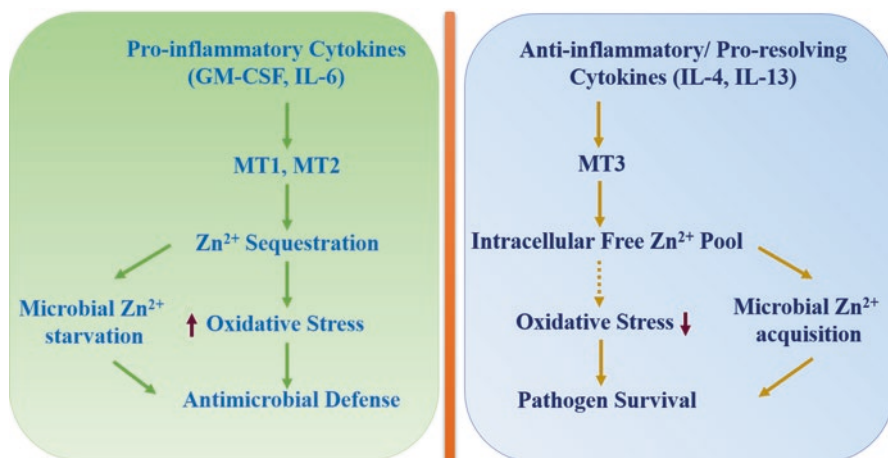 Pro-inflammatory Cytokines
(GM-CSF, IL-6)
MT1, MT2
Zn²⁺ Sequestration
Microbial Zn²⁺
starvation
Oxidative Stress
Antimicrobial Defense
Anti-inflammatory/ Pro-resolving
Cytokines (IL-4, IL-13)
MT3
Intracellular Free Zn²⁺ Pool
Oxidative Stress
Microbial Zn²⁺
acquisition
Pathogen Survival